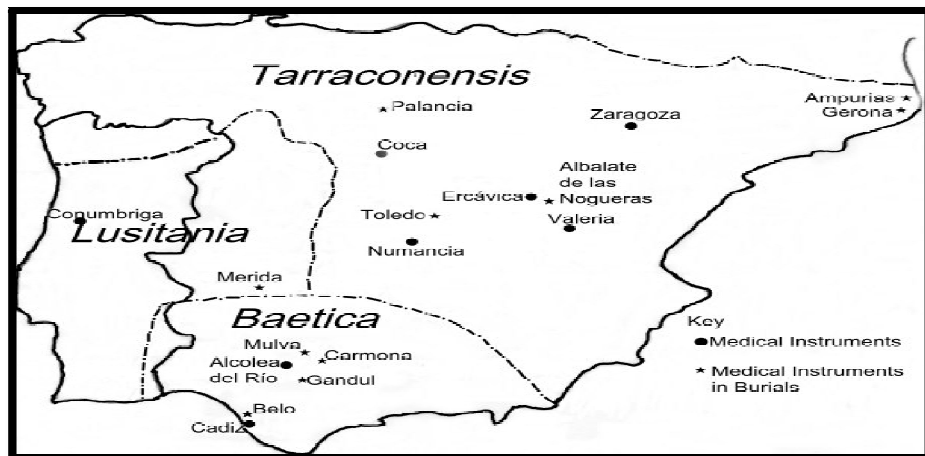 Tarraconensis
Palancia
Zaragoza
Ampurias
Gerona
Coca
Albalate
de las
Nogueras
Ercávica
Toledo
Valeria
Numancia
Conumbriga
Lusitania
Merida
Baetica
Mulva
Carmona
Alcolea
del Río
Gandul
Belo
Cadiz
Key
Medical Instruments
Medical Instruments
in Burials